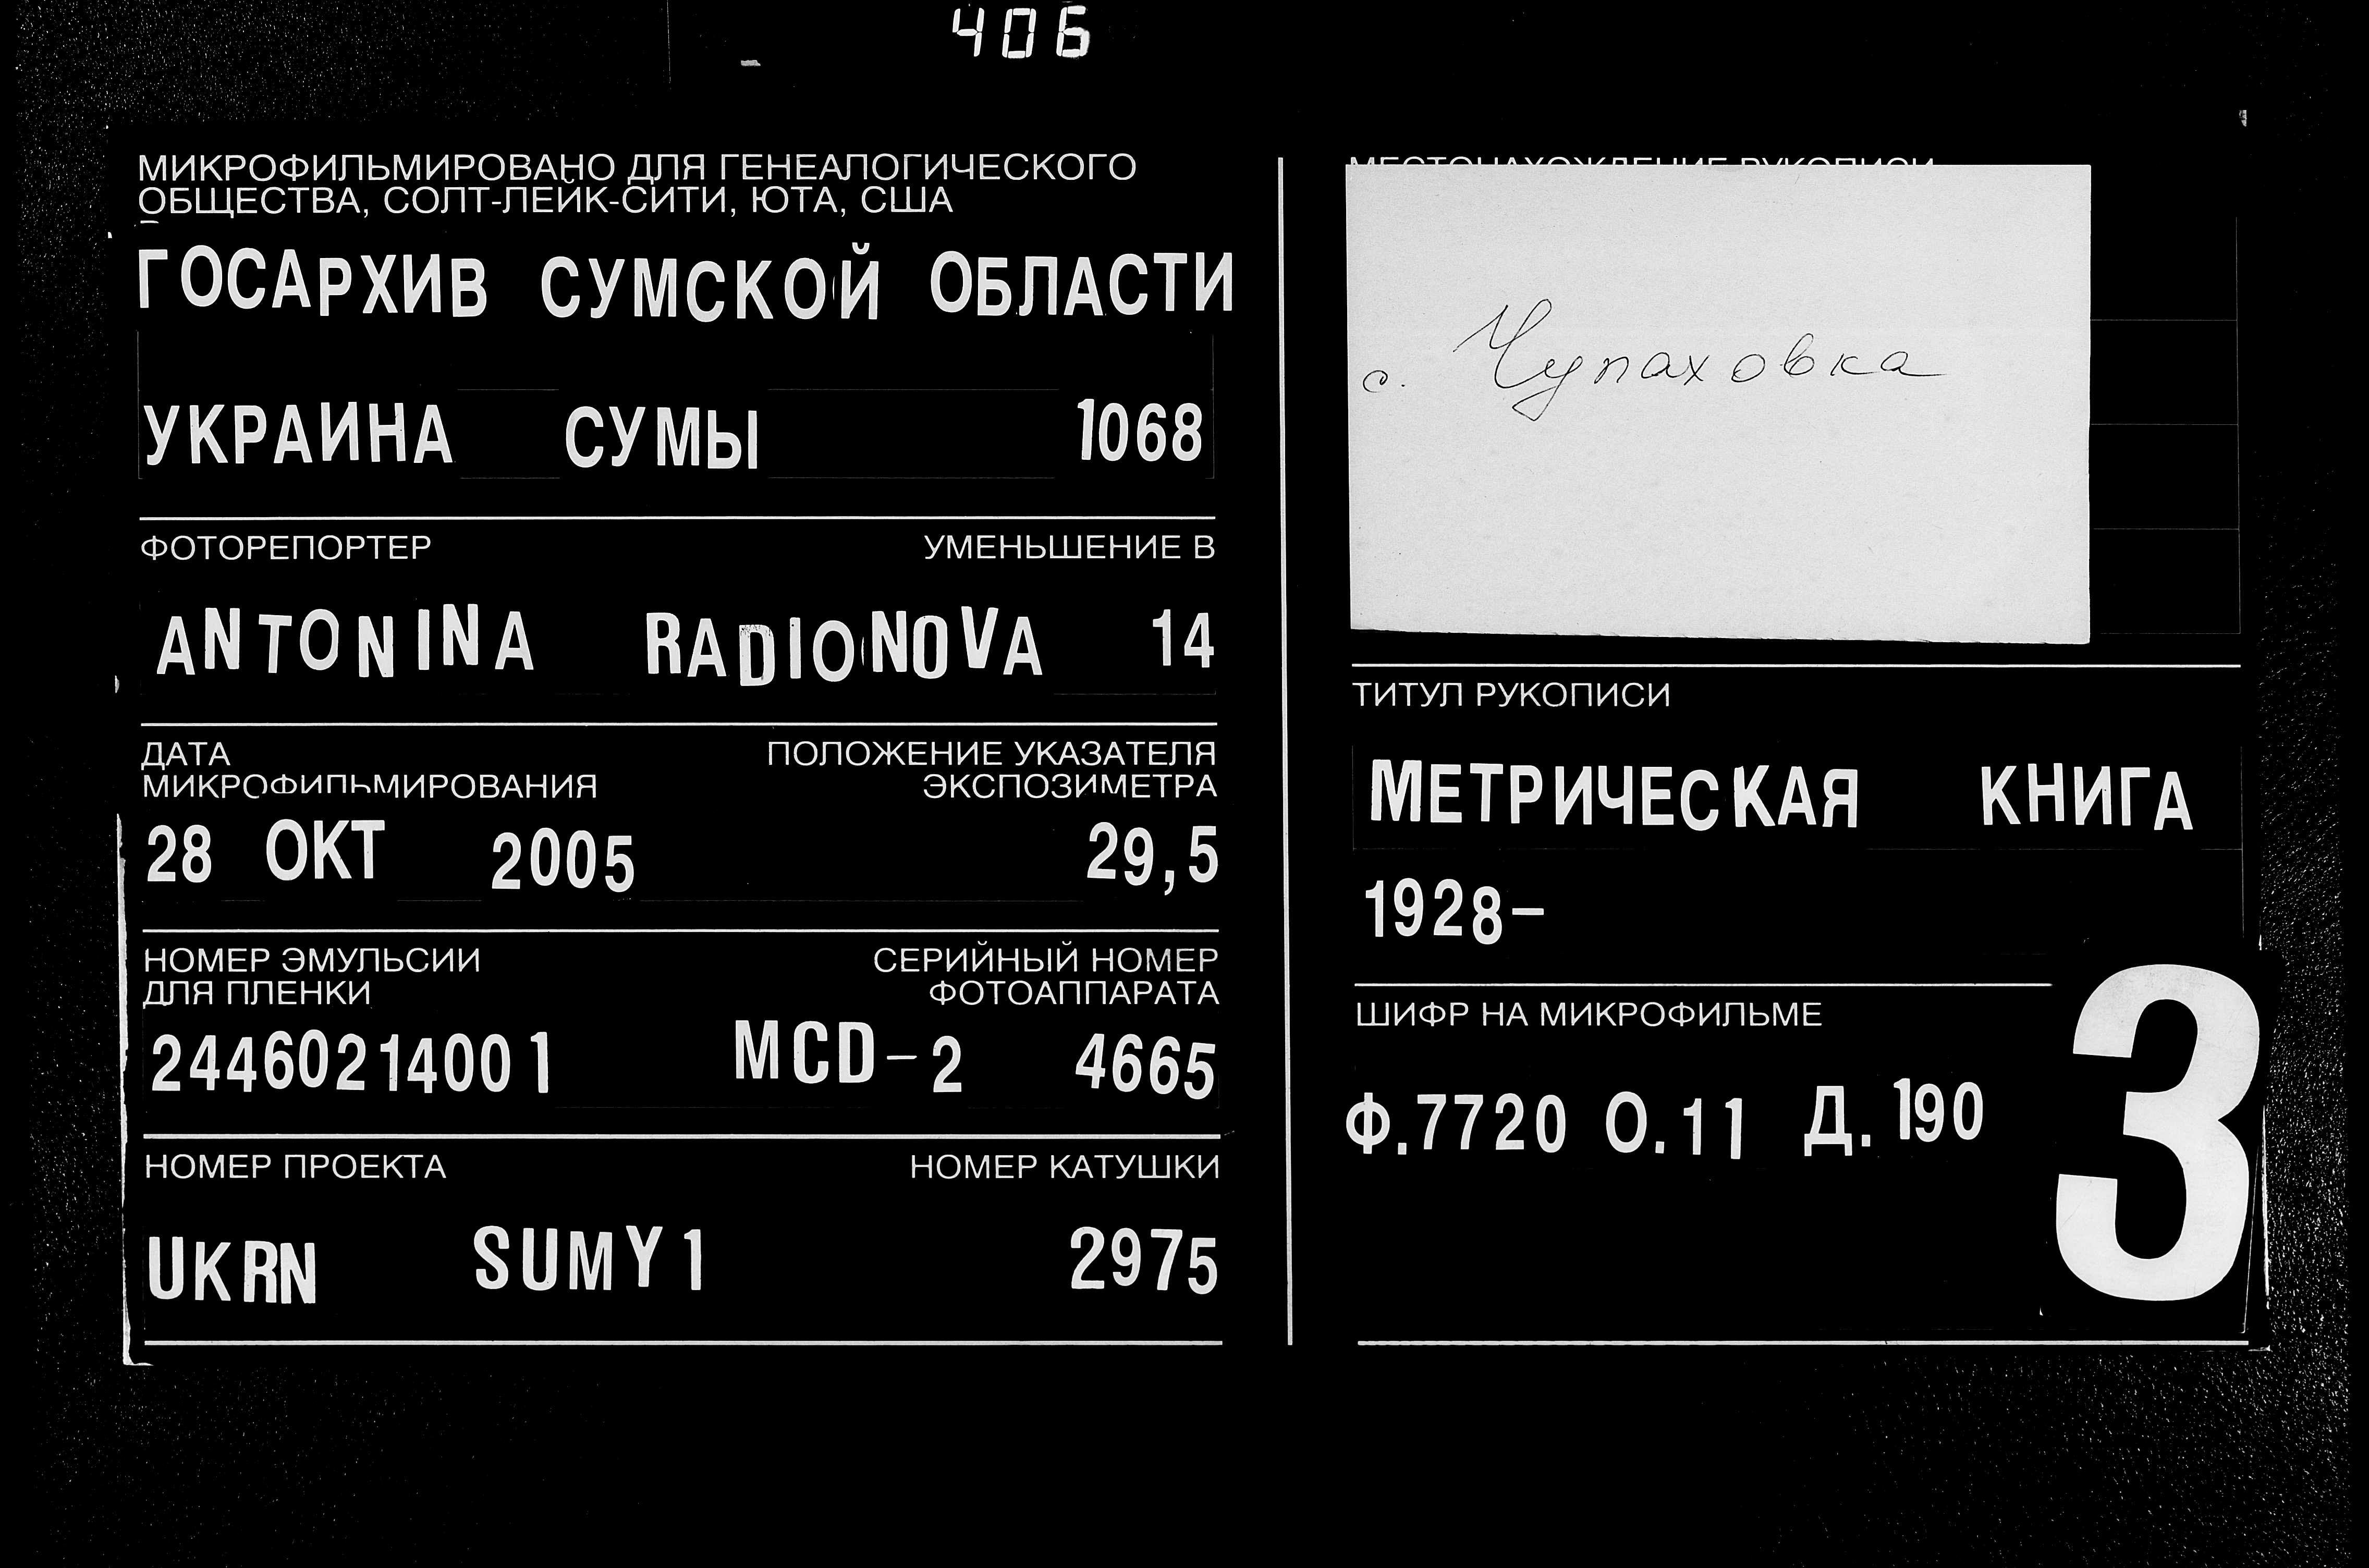 406
МИКРОФИЛЬМИРОВАНО ДЛЯ ГЕНЕАЛОГИЧЕСКОГО
ОБЩЕСТВА, СОЛТ-ЛЕЙК-СИТИ, ЮТА, США
ГОСАРХИВ СУМСКОЙ ОБЛАСТИ
УКРАИНА СУМЫ 1068
ФОТОРЕПОРТЕР УМЕНЬШЕНИЕ В
ANTONINA RADIONOVA 14
ДАТА ПОЛОЖЕНИЕ УКАЗАТЕЛЯ
МИКРОФИЛЬМИРОВАНИЯ ЭКСПОЗИМЕТРА
28 ОКТ 2005 29,5
НОМЕР ЭМУЛЬСИИ СЕРИЙНЫЙ НОМЕР
ДЛЯ ПЛЕНКИ ФОТОАППАРАТА
24460214001 MCD-2 4665
НОМЕР ПРОЕКТА НОМЕР КАТУШКИ
UKRN SUMY1 2975
МЕСТОНАХОЖДЕНИЕ РУКОПИСИ
с. Чупаховка
ТИТУЛ РУКОПИСИ
МЕТРИЧЕСКАЯ КНИГА
1928-
ШИФР НА МИКРОФИЛЬМЕ
Ф.7720 О.11 Д.190
3